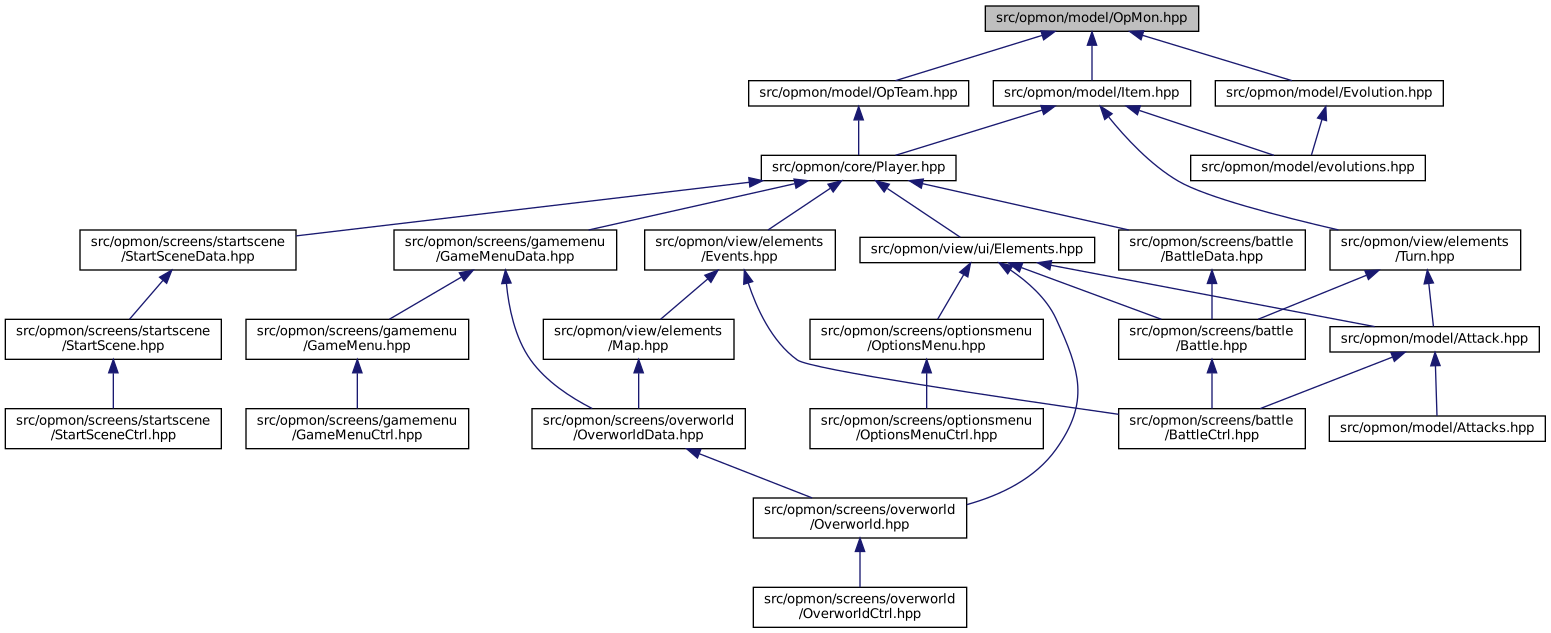 src/opmon/model/OpMon.hpp
src/opmon/model/OpTeam.hpp
src/opmon/model/Item.hpp
src/opmon/model/Evolution.hpp
src/opmon/core/Player.hpp
src/opmon/model/evolutions.hpp
src/opmon/screens/startscene
/StartSceneData.hpp
src/opmon/screens/gamemenu
/GameMenuData.hpp
src/opmon/view/elements
/Events.hpp
src/opmon/view/ui/Elements.hpp
src/opmon/screens/battle
/BattleData.hpp
src/opmon/view/elements
/Turn.hpp
src/opmon/screens/startscene
/StartScene.hpp
src/opmon/screens/gamemenu
/GameMenu.hpp
src/opmon/view/elements
/Map.hpp
src/opmon/screens/optionsmenu
/OptionsMenu.hpp
src/opmon/screens/battle
/Battle.hpp
src/opmon/model/Attack.hpp
src/opmon/screens/startscene
/StartSceneCtrl.hpp
src/opmon/screens/gamemenu
/GameMenuCtrl.hpp
src/opmon/screens/overworld
/OverworldData.hpp
src/opmon/screens/optionsmenu
/OptionsMenuCtrl.hpp
src/opmon/screens/battle
/BattleCtrl.hpp
src/opmon/model/Attacks.hpp
src/opmon/screens/overworld
/Overworld.hpp
src/opmon/screens/overworld
/OverworldCtrl.hpp